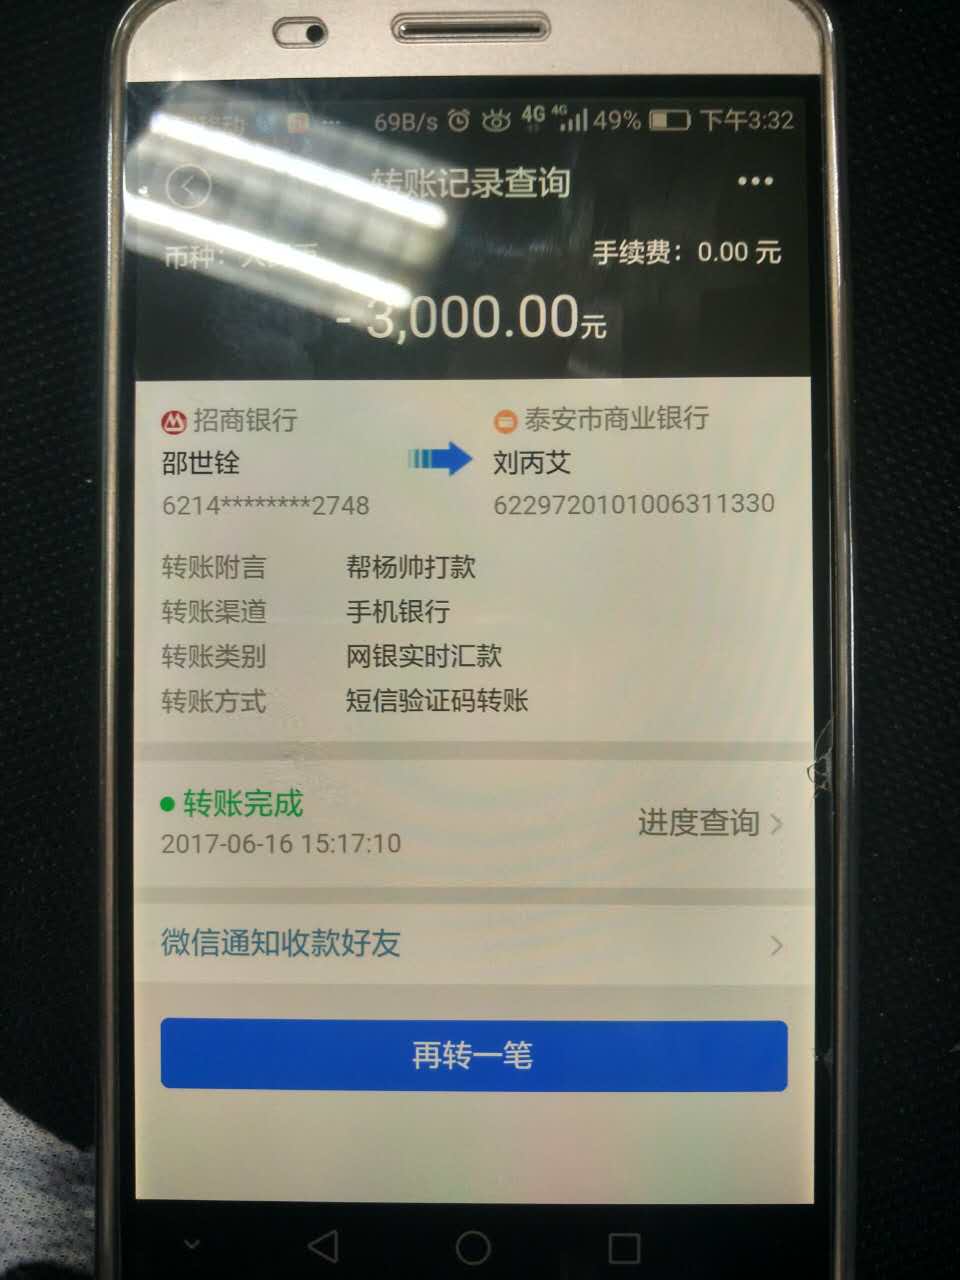 69B/s 4G 4G 49% 下午3:32
转账记录查询
币种：人民币 手续费：0.00 元
- 3,000.00元
招商银行 泰安市商业银行
邵世铨 刘丙艾
6214********2748 6229720101006311330
转账附言 帮杨帅打款
转账渠道 手机银行
转账类别 网银实时汇款
转账方式 短信验证码转账
转账完成
2017-06-16 15:17:10
进度查询
微信通知收款好友
再转一笔